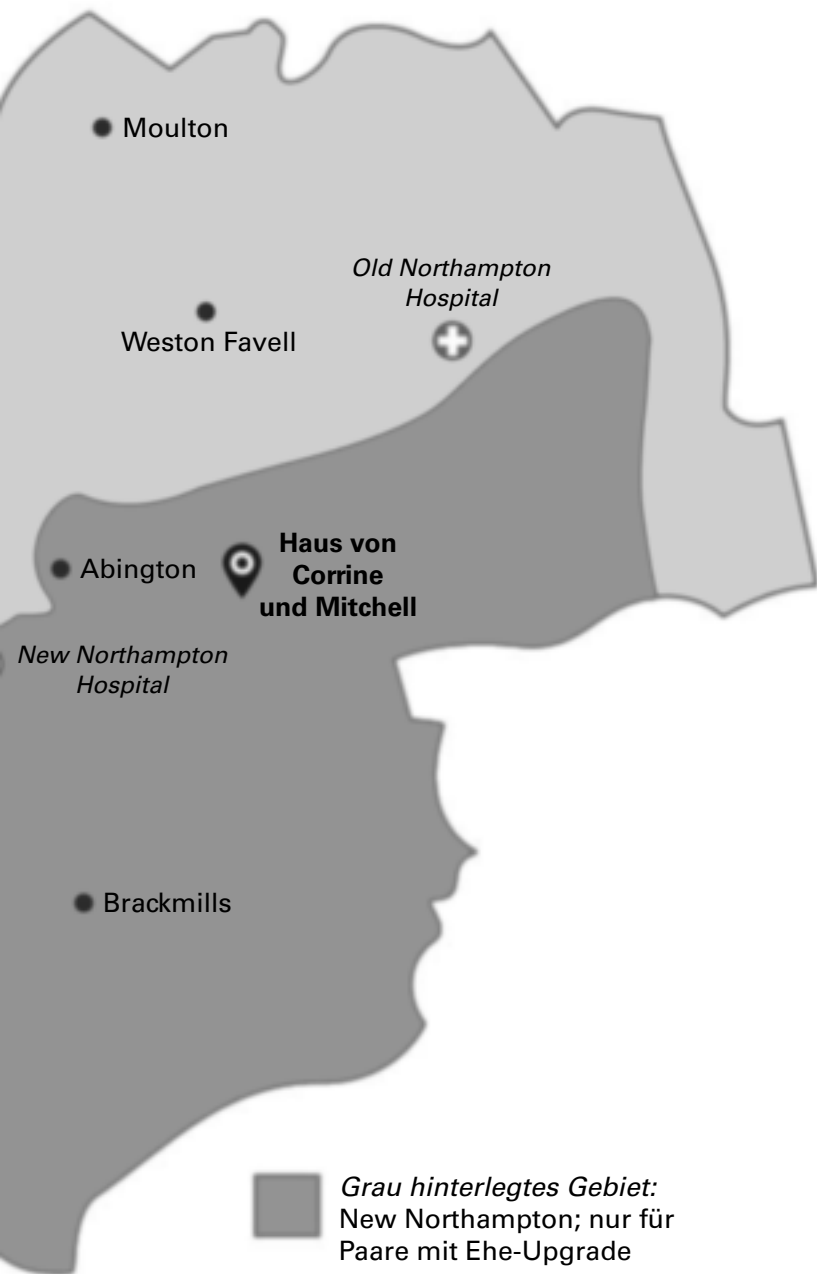 Moulton
Old Northampton
Hospital
Weston Favell
Haus von
Corrine
und Mitchell
Abington
New Northampton
Hospital
Brackmills
Grau hinterlegtes Gebiet:
New Northampton; nur für
Paare mit Ehe-Upgrade